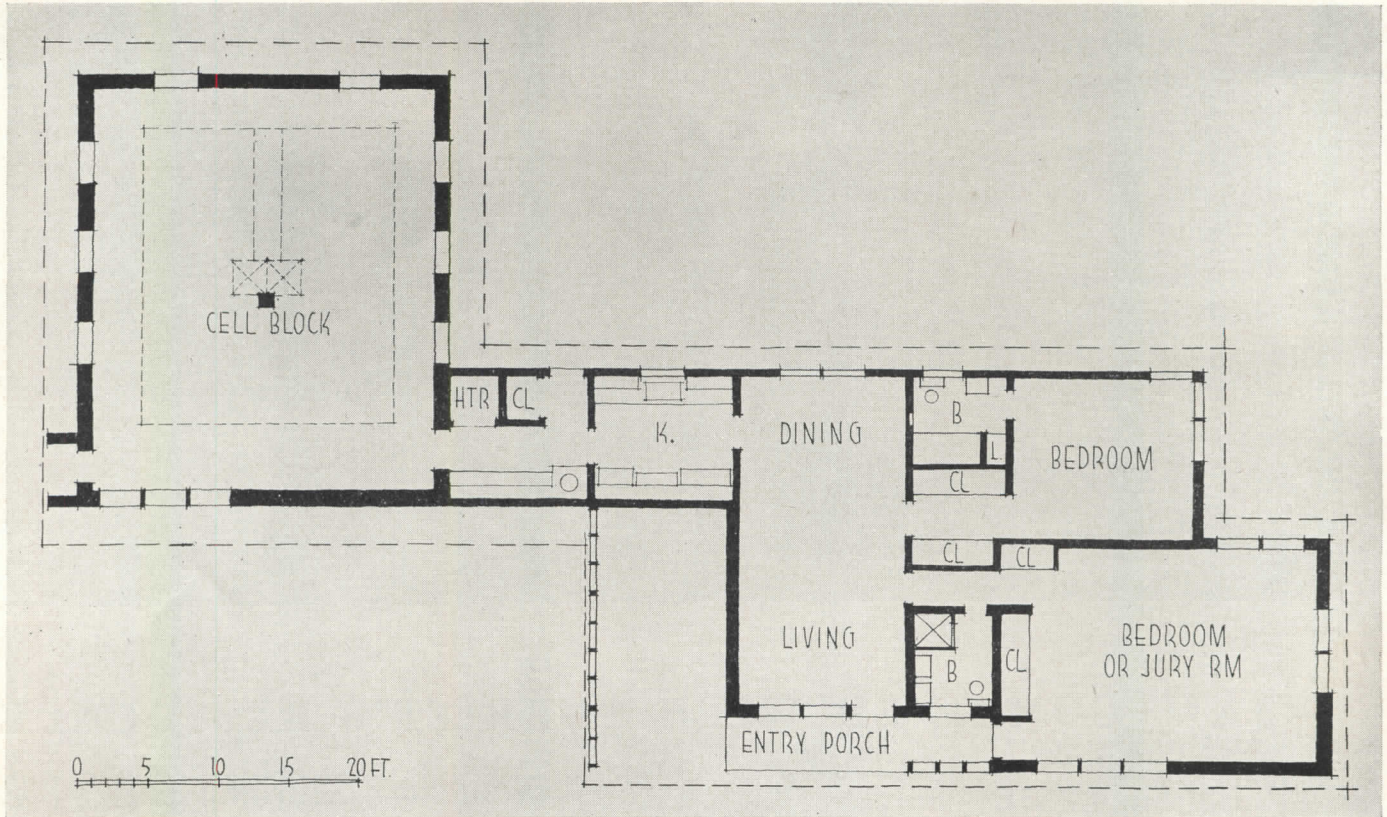 CELL BLOCK
HTR
CL
K.
DINING
B
L.
CL
BEDROOM
CL
CL
LIVING
B
CL
BEDROOM
OR JURY RM
ENTRY PORCH
0 5 10 15 20 FT.